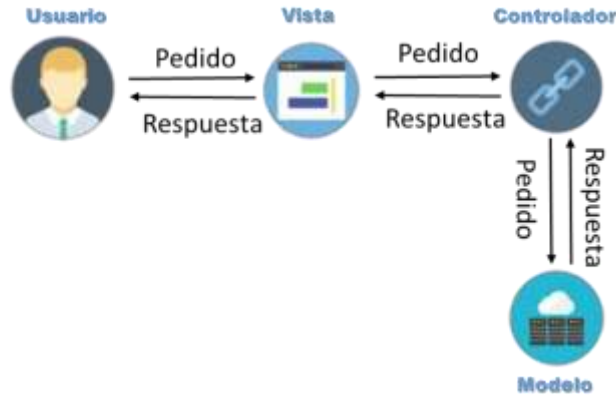 Usuario
Vista
Controlador
Pedido
Pedido
Respuesta
Respuesta
Pedido
Respuesta
Modelo